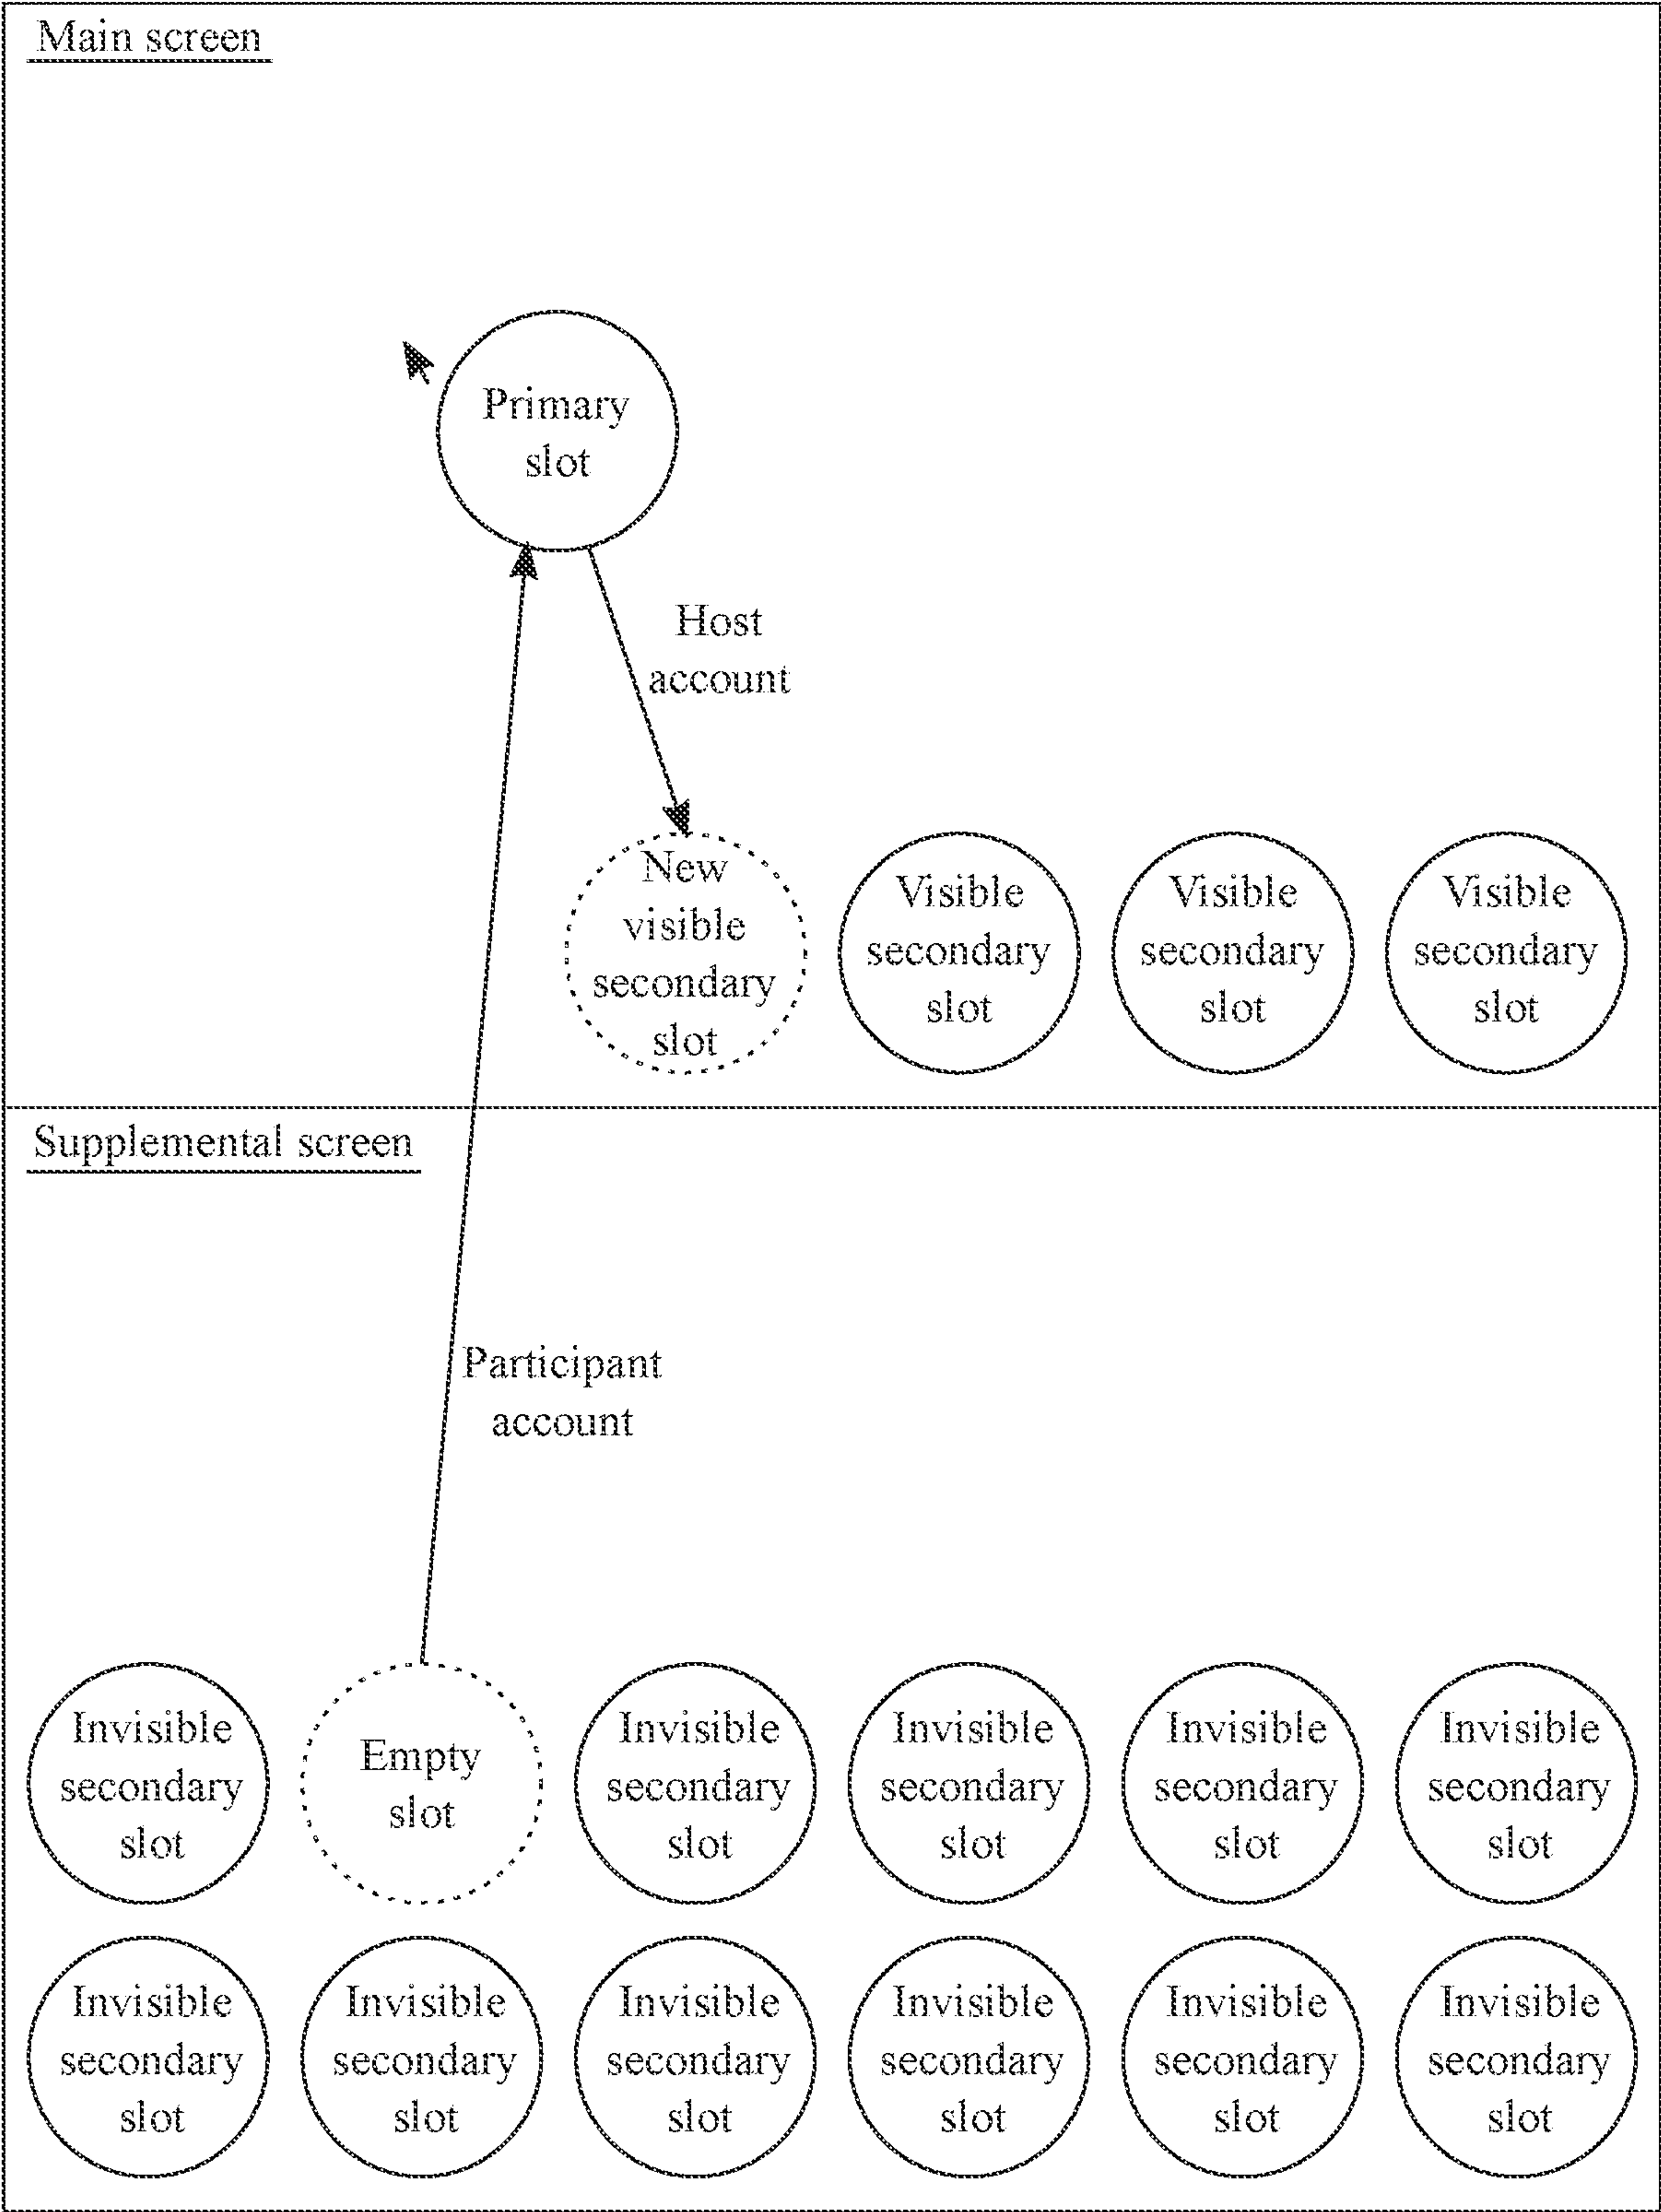 Main screen
Primary
slot
Host
account
New
visible
secondary
slot
Visible
secondary
slot
Visible
secondary
slot
Visible
secondary
slot
Supplemental screen
Participant
account
Invisible
secondary
slot
Empty
slot
Invisible
secondary
slot
Invisible
secondary
slot
Invisible
secondary
slot
Invisible
secondary
slot
Invisible
secondary
slot
Invisible
secondary
slot
Invisible
secondary
slot
Invisible
secondary
slot
Invisible
secondary
slot
Invisible
secondary
slot